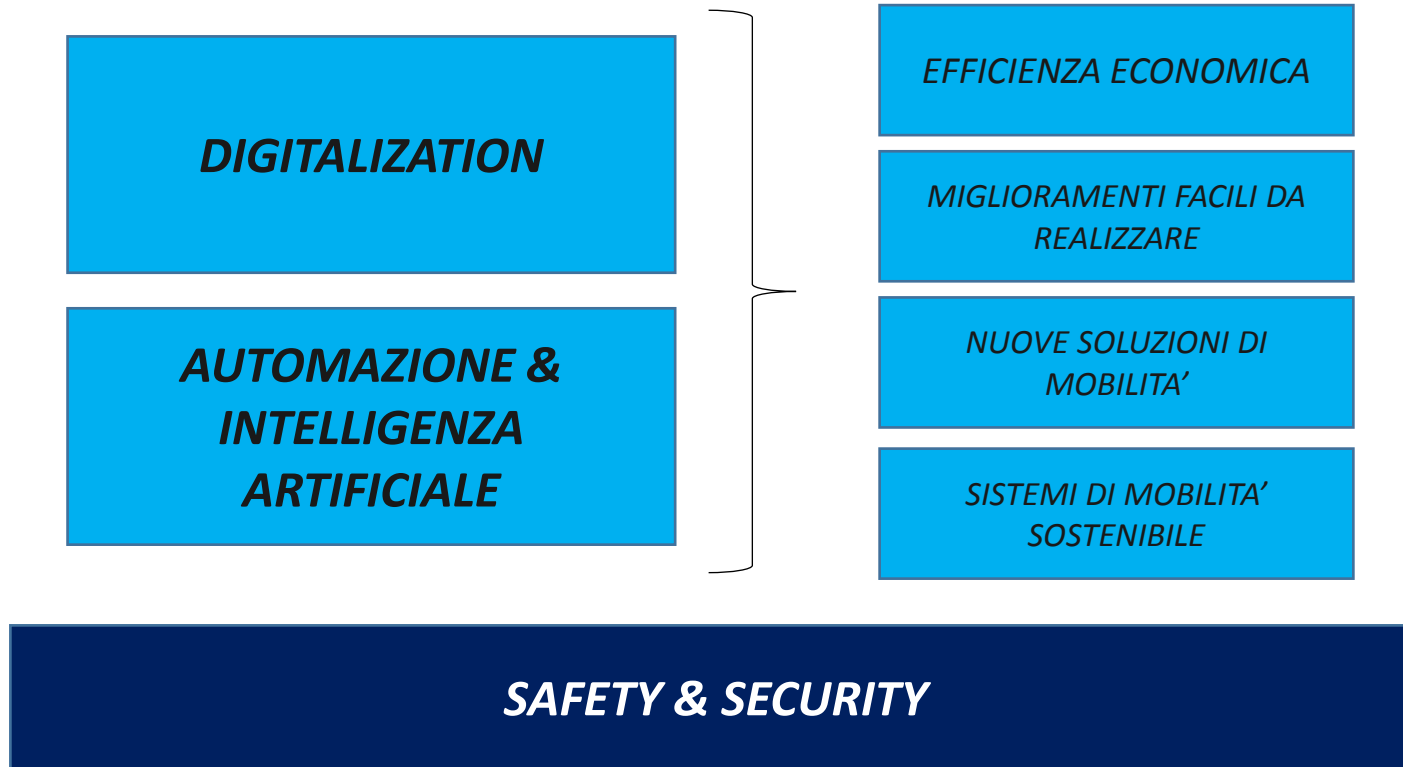 DIGITALIZATION
AUTOMAZIONE &
INTELLIGENZA
ARTIFICIALE
EFFICIENZA ECONOMICA
MIGLIORAMENTI FACILI DA
REALIZZARE
NUOVE SOLUZIONI DI
MOBILITA’
SISTEMI DI MOBILITA’
SOSTENIBILE
SAFETY & SECURITY